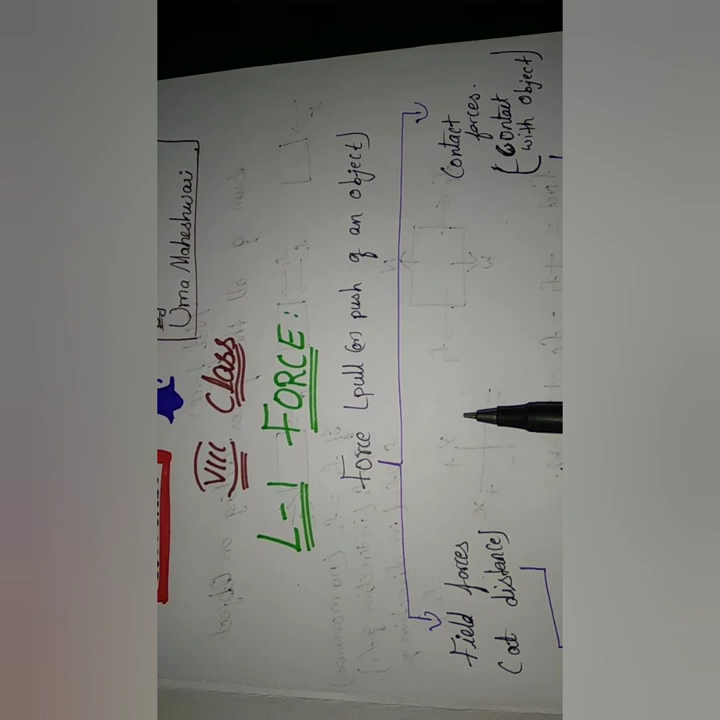 Uma Maheshwari
VIII Class
L-1 FORCE:
Force (pull (or) push of an object)
Field forces
(at distance)
Contact
forces.
(Contact
with object)